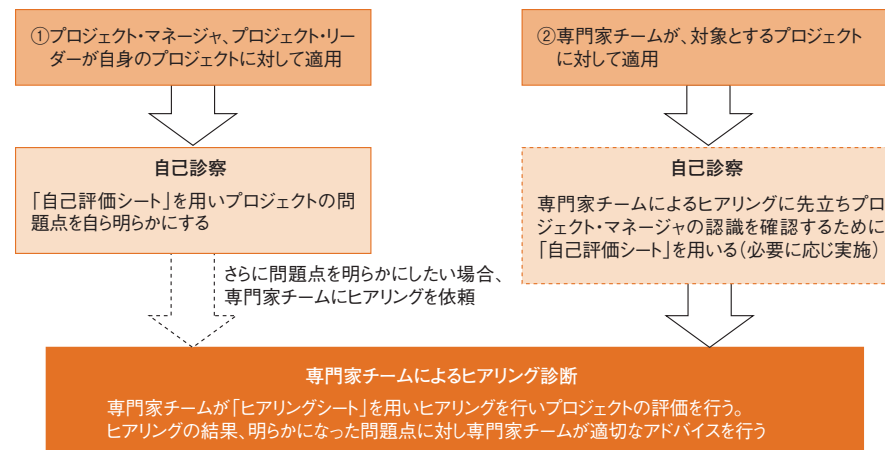 ①プロジェクト・マネージャ、プロジェクト・リー
ダーが自身のプロジェクトに対して適用
自己診察
「自己評価シート」を用いプロジェクトの問
題点を自ら明らかにする
さらに問題点を明らかにしたい場合、
専門家チームにヒアリングを依頼
②専門家チームが、対象とするプロジェクト
に対して適用
自己診察
専門家チームによるヒアリングに先立ちプロ
ジェクト・マネージャの認識を確認するために
「自己評価シート」を用いる(必要に応じ実施)
専門家チームによるヒアリング診断
専門家チームが「ヒアリングシート」を用いヒアリングを行いプロジェクトの評価を行う。
ヒアリングの結果、明らかになった問題点に対し専門家チームが適切なアドバイスを行う